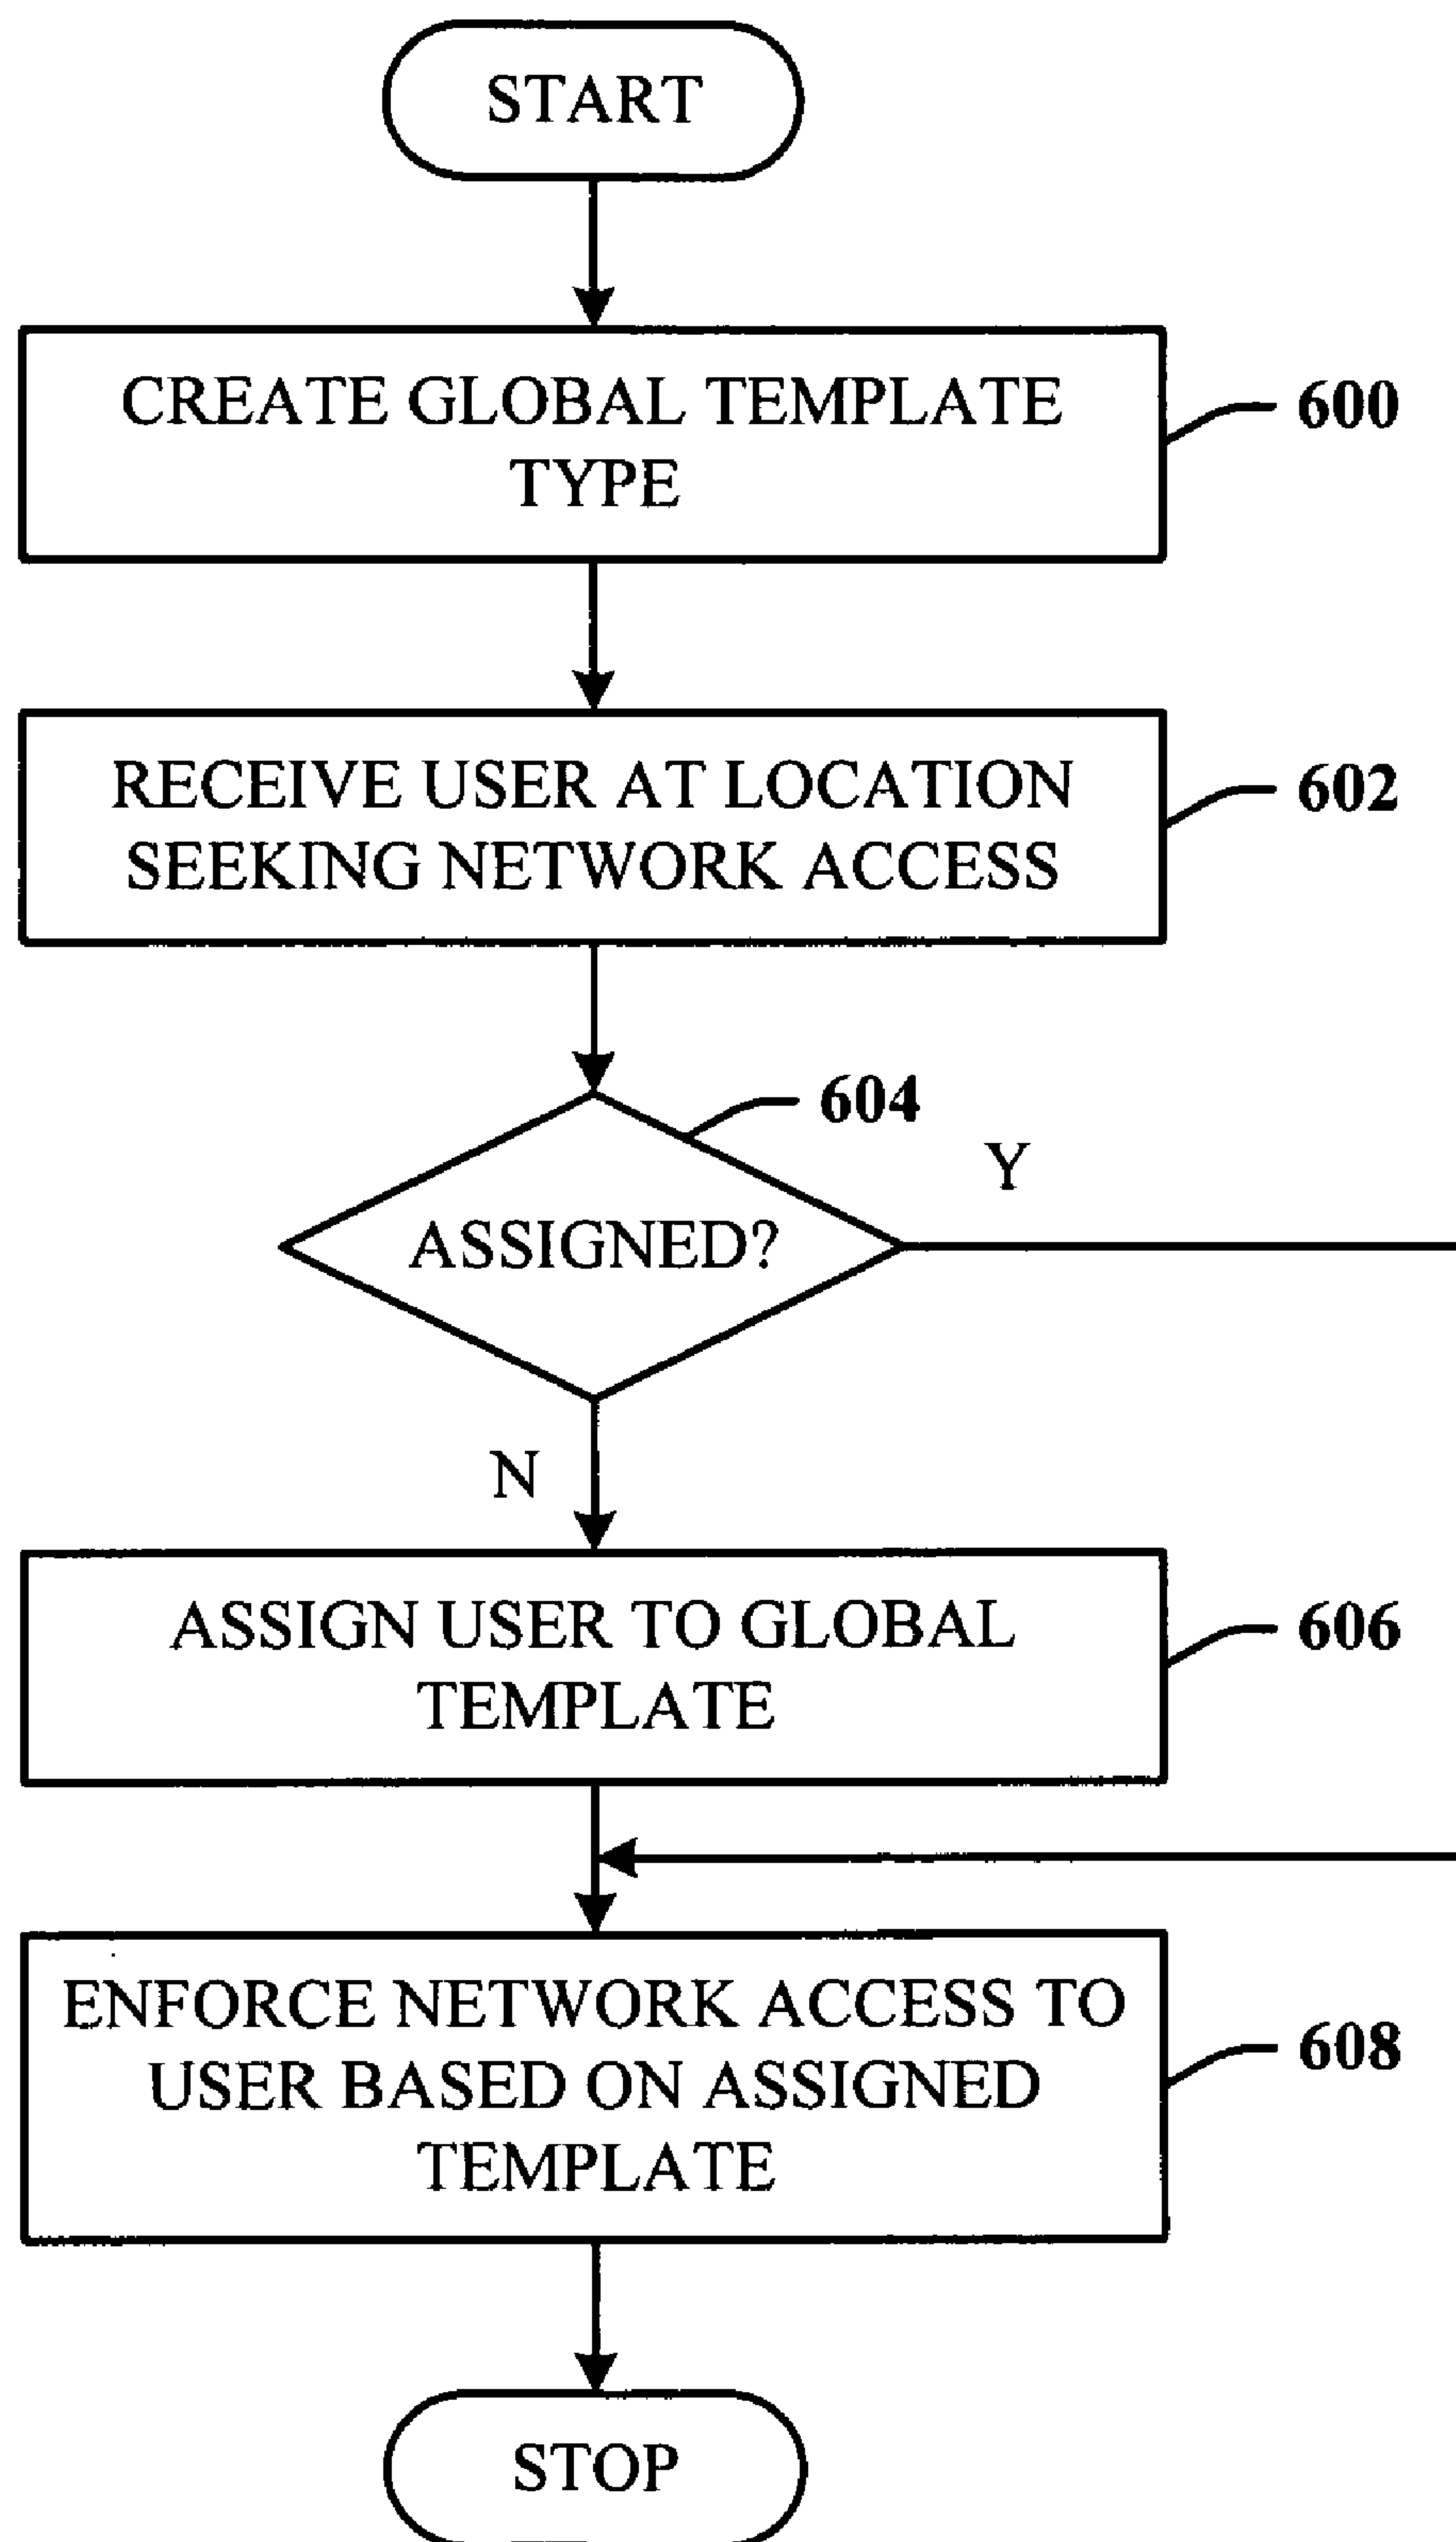 START
CREATE GLOBAL TEMPLATE
TYPE
600
RECEIVE USER AT LOCATION
SEEKING NETWORK ACCESS
602
604
Y
ASSIGNED?
N
ASSIGN USER TO GLOBAL
TEMPLATE
606
ENFORCE NETWORK ACCESS TO
USER BASED ON ASSIGNED
TEMPLATE
608
STOP